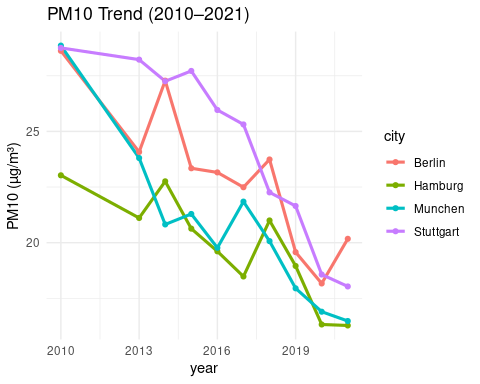 PM10 Trend (2010–2021)
PM10 (µg/m³)
25
20
2010
2013
2016
2019
year
city
Berlin
Hamburg
Munchen
Stuttgart